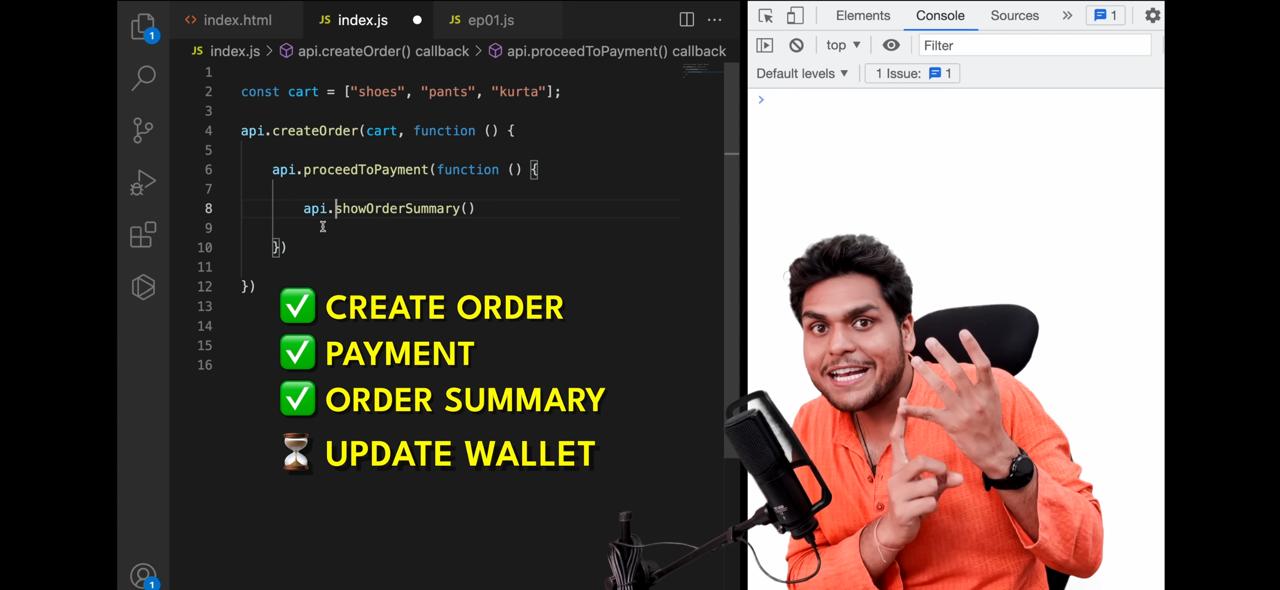 1
<> index.html
JS index.js
JS ep01.js
JS index.js > api.createOrder() callback > api.proceedToPayment() callback
1
2 const cart = ["shoes", "pants", "kurta"];
3
4 api.createOrder(cart, function () {
5
6 api.proceedToPayment(function () {
7
8 api.showOrderSummary()
9
10 })
11
12 })
13
14
15
16
✅ CREATE ORDER
✅ PAYMENT
✅ ORDER SUMMARY
⏳ UPDATE WALLET
1
Elements Console Sources » 1
top ▼ Filter
Default levels ▼ 1 Issue: 1
>